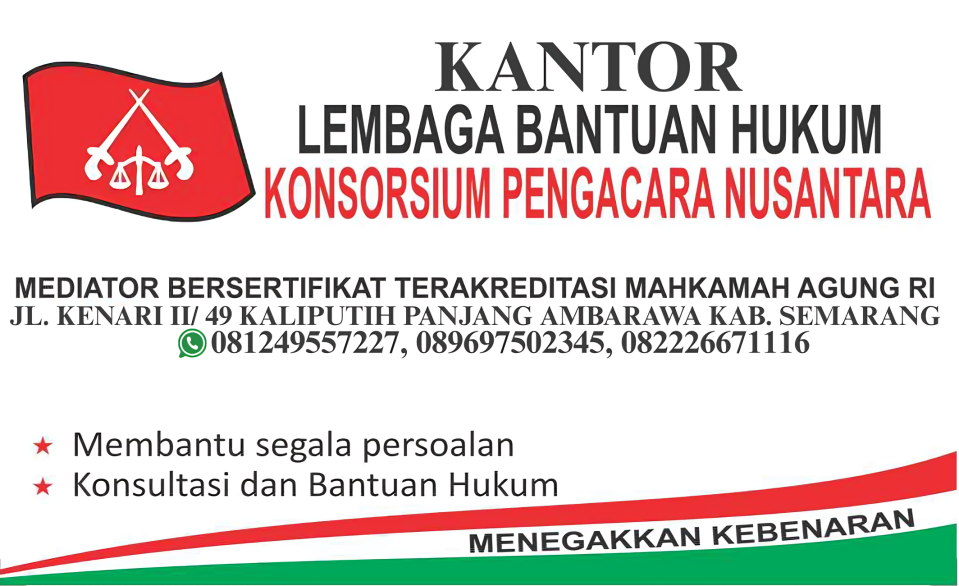 KANTOR
LEMBAGA BANTUAN HUKUM
KONSORSIUM PENGACARA NUSANTARA
MEDIATOR BERSERTIFIKAT TERAKREDITASI MAHKAMAH AGUNG RI
JL. KENARI II/ 49 KALIPUTIH PANJANG AMBARAWA KAB. SEMARANG
081249557227, 089697502345, 082226671116
Membantu segala persoalan
Konsultasi dan Bantuan Hukum
MENEGAKKAN KEBENARAN